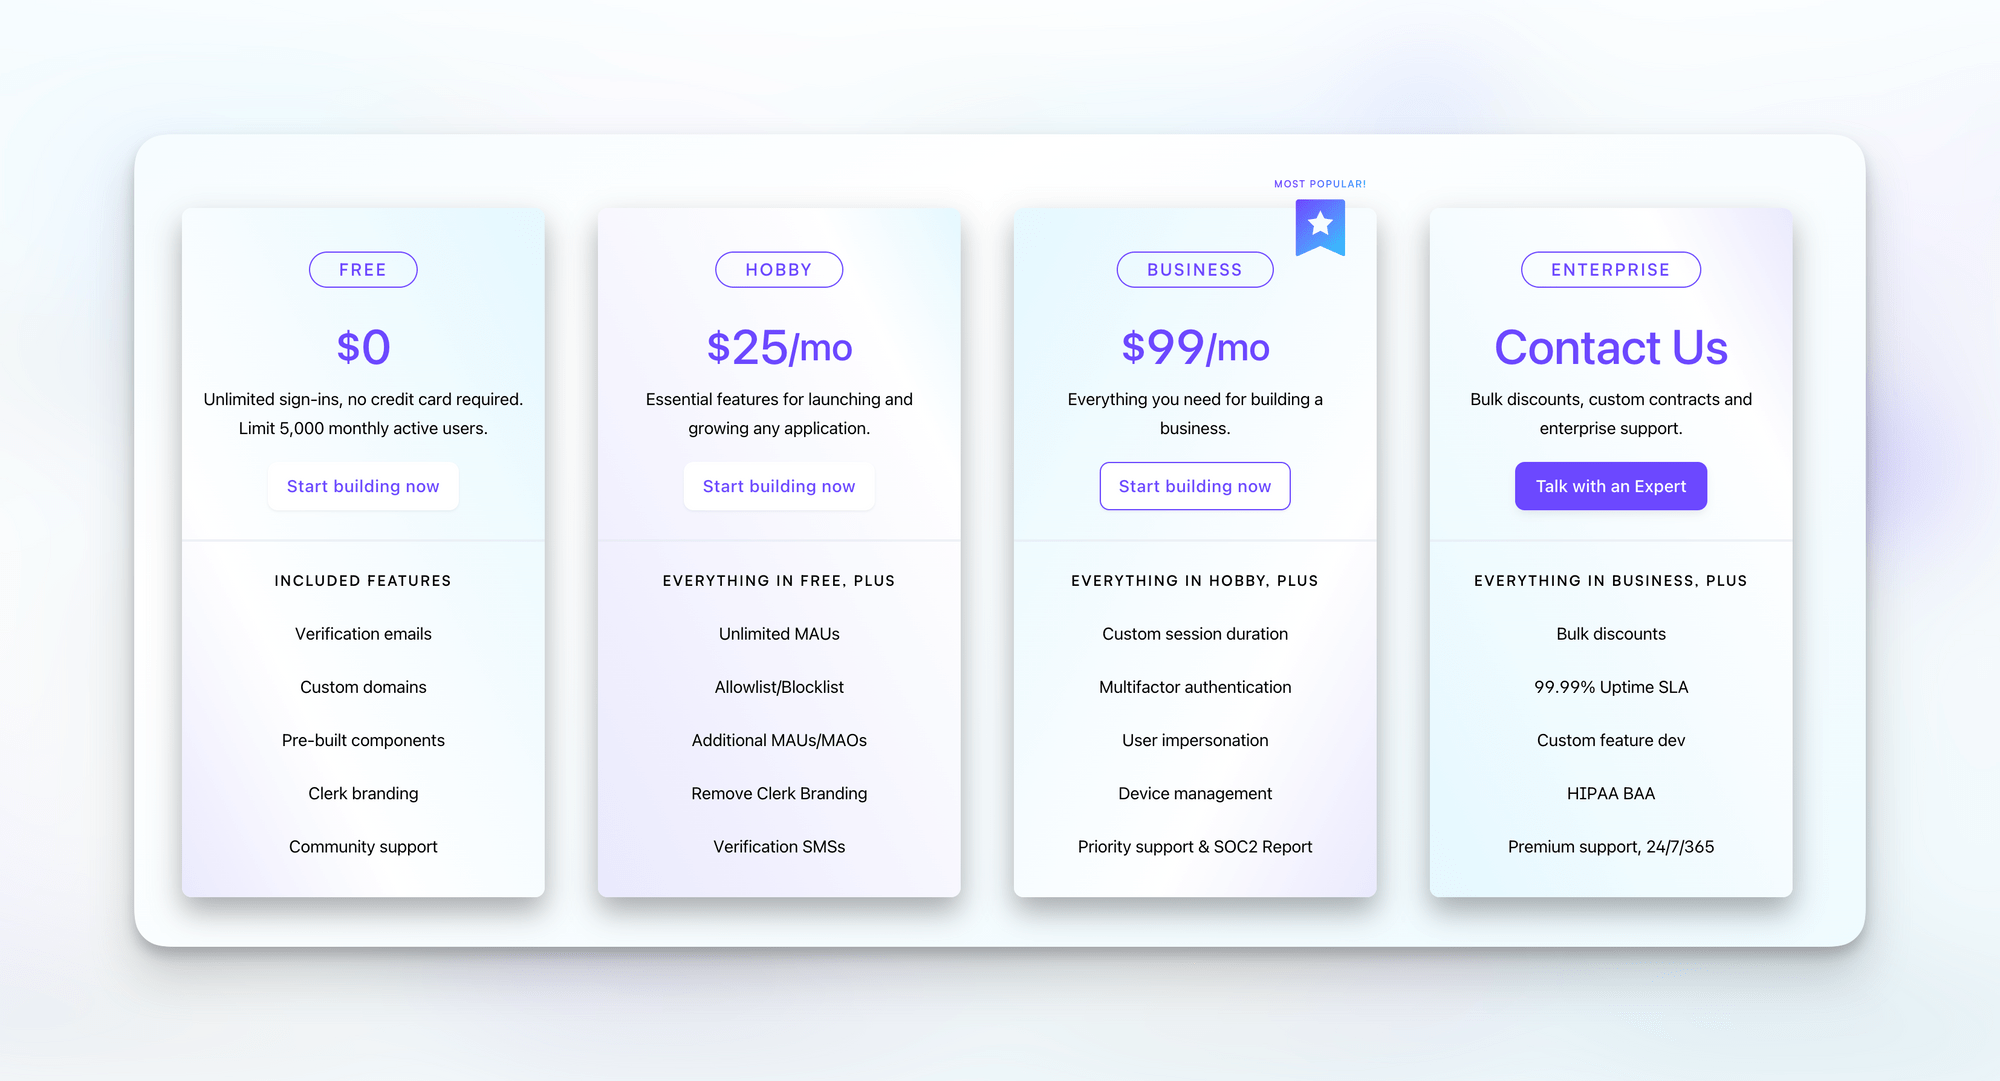 FREE
$0
Unlimited sign-ins, no credit card required.
Limit 5,000 monthly active users.
Start building now
INCLUDED FEATURES
Verification emails
Custom domains
Pre-built components
Clerk branding
Community support
HOBBY
$25/mo
Essential features for launching and
growing any application.
Start building now
EVERYTHING IN FREE, PLUS
Unlimited MAUs
Allowlist/Blocklist
Additional MAUs/MAOs
Remove Clerk Branding
Verification SMSs
MOST POPULAR!
BUSINESS
$99/mo
Everything you need for building a
business.
Start building now
EVERYTHING IN HOBBY, PLUS
Custom session duration
Multifactor authentication
User impersonation
Device management
Priority support & SOC2 Report
ENTERPRISE
Contact Us
Bulk discounts, custom contracts and
enterprise support.
Talk with an Expert
EVERYTHING IN BUSINESS, PLUS
Bulk discounts
99.99% Uptime SLA
Custom feature dev
HIPAA BAA
Premium support, 24/7/365